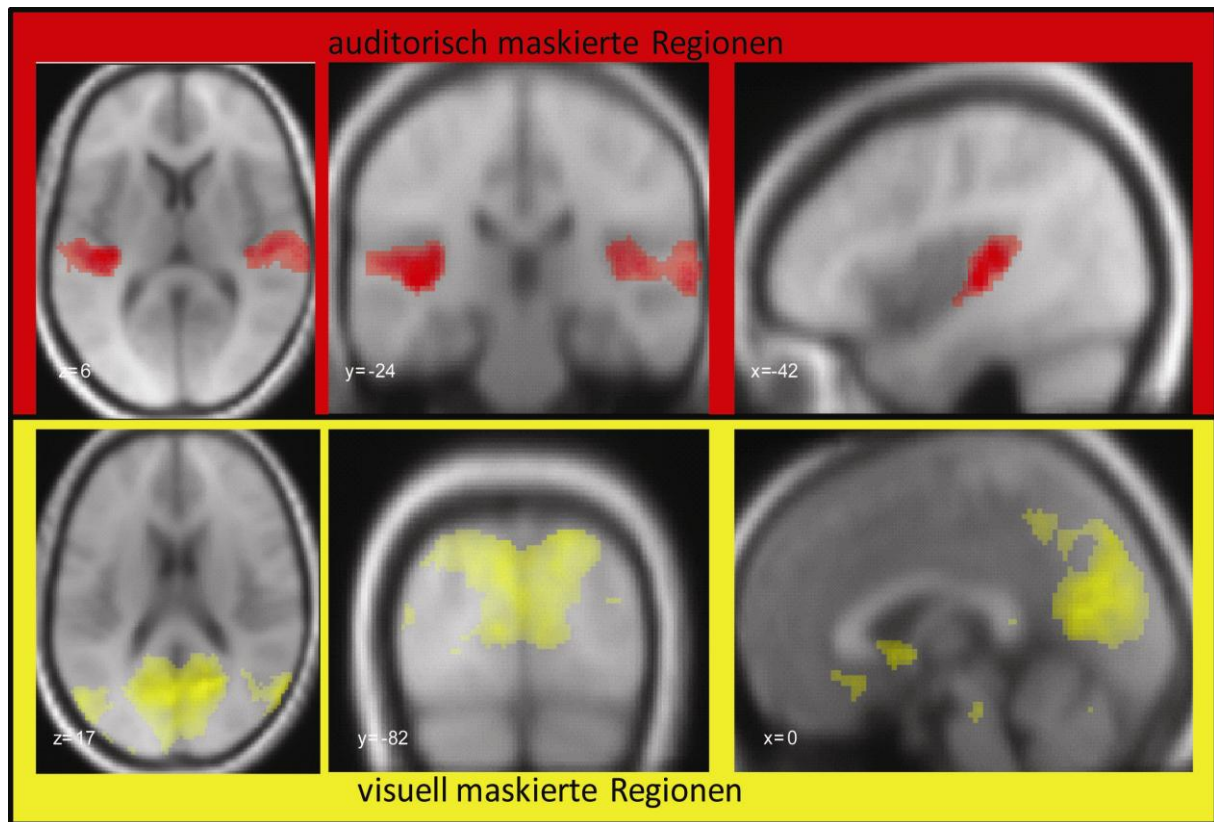 auditorisch maskierte Regionen
z=6
y=-24
x=-42
z=17
y=-82
x=0
visuell maskierte Regionen